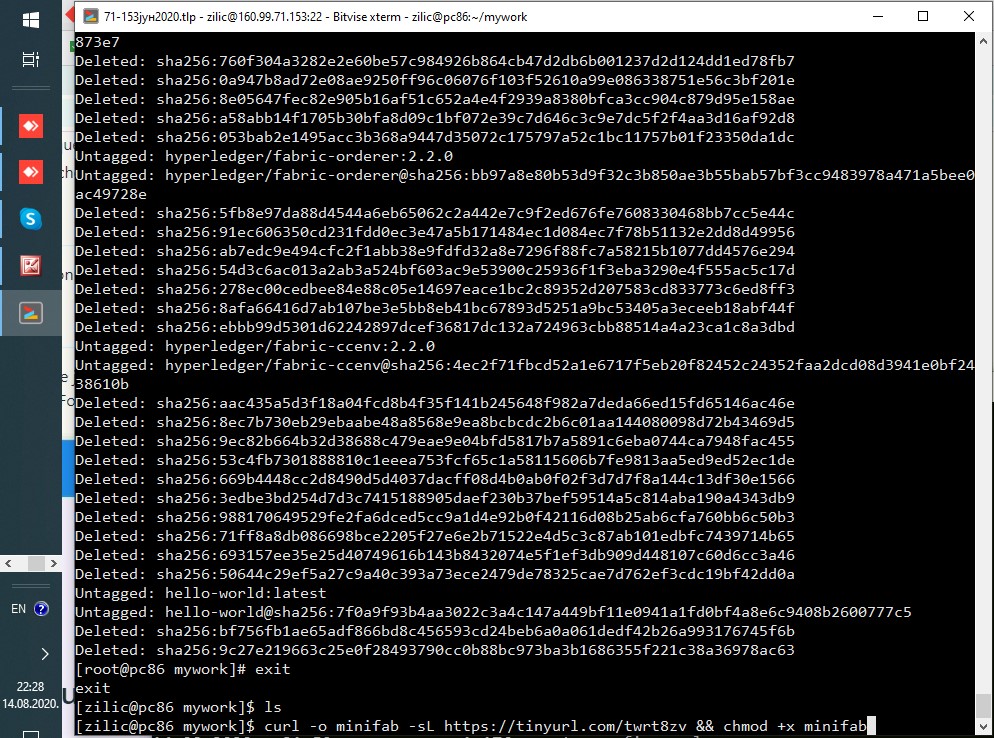 71-153јун2020.tlp - zilic@160.99.71.153:22 - Bitvise xterm - zilic@pc86:~/mywork
873e7
Deleted: sha256:760f304a3282e2e60be57c984926b864cb47d2db6b001237d2d124dd1ed78fb7
Deleted: sha256:0a947b8ad72e08ae9250ff96c06076f103f52610a99e086338751e56c3bf201e
Deleted: sha256:8e05647fec82e905b16af51c652a4e4f2939a8380bfca3cc904c879d95e158ae
Deleted: sha256:a58abb14f1705b30bfa8d09c1bf072e39c7d646c3c9e7dc5f2f4aa3d16af92d8
Deleted: sha256:053bab2e1495acc3b368a9447d35072c175797a52c1bc11757b01f23350da1dc
Untagged: hyperledger/fabric-orderer:2.2.0
Untagged: hyperledger/fabric-orderer@sha256:bb97a8e80b53d9f32c3b850ae3b55bab57bf3cc9483978a471a5bee0
ac49728e
Deleted: sha256:5fb8e97da88d4544a6eb65062c2a442e7c9f2ed676fe7608330468bb7cc5e44c
Deleted: sha256:91ec606350cd231fdd0ec3e47a5b171484ec1d084ec7f78b51132e2dd8d49956
Deleted: sha256:ab7edc9e494cfc2f1abb38e9fdfd32a8e7296f88fc7a58215b1077dd4576e294
Deleted: sha256:54d3c6ac013a2ab3a524bf603ac9e53900c25936f1f3eba3290e4f555ac5c17d
Deleted: sha256:278ec00cedbee84e88c05e14697eace1bc2c89352d207583cd833773c6ed8ff3
Deleted: sha256:8afa66416d7ab107be3e5bb8eb41bc67893d5251a9bc53405a3eceeb18abf44f
Deleted: sha256:ebbb99d5301d62242897dcef36817dc132a724963cbb88514a4a23ca1c8a3dbd
Untagged: hyperledger/fabric-ccenv:2.2.0
Untagged: hyperledger/fabric-ccenv@sha256:4ec2f71fbcd52a1e6717f5eb20f82452c24352faa2dcd08d3941e0bf24
38610b
Deleted: sha256:aac435a5d3f18a04fcd8b4f35f141b245648f982a7deda66ed15fd65146ac46e
Deleted: sha256:8ec7b730eb29ebaabe48a8568e9ea8bcbcdc2b6c01aa144080098d72b43469d5
Deleted: sha256:9ec82b664b32d38688c479eae9e04bfd5817b7a5891c6eba0744ca7948fac455
Deleted: sha256:53c4fb7301888810c1eeea753fcf65c1a58115606b7fe9813aa5ed9ed52ec1de
Deleted: sha256:669b4448cc2d8490d5d4037dacff08d4b0ab0f02f3d7d7f8a144c13df30e1566
Deleted: sha256:3edbe3bd254d7d3c7415188905daef230b37bef59514a5c814aba190a4343db9
Deleted: sha256:988170649529fe2fa6dced5cc9a1d4e92b0f42116d08b25ab6cfa760bb6c50b3
Deleted: sha256:71ff8a8db086698bce2205f27e6e2b71522e4d5c3c87ab101edbfc7439714b65
Deleted: sha256:693157ee35e25d40749616b143b8432074e5f1ef3db909d448107c60d6cc3a46
Deleted: sha256:50644c29ef5a27c9a40c393a73ece2479de78325cae7d762ef3cdc19bf42dd0a
Untagged: hello-world:latest
Untagged: hello-world@sha256:7f0a9f93b4aa3022c3a4c147a449bf11e0941a1fd0bf4a8e6c9408b2600777c5
Deleted: sha256:bf756fb1ae65adf866bd8c456593cd24beb6a0a061dedf42b26a993176745f6b
Deleted: sha256:9c27e219663c25e0f28493790cc0b88bc973ba3b1686355f221c38a36978ac63
[root@pc86 mywork]# exit
exit
[zilic@pc86 mywork]$ ls
[zilic@pc86 mywork]$ curl -o minifab -sL https://tinyurl.com/twrt8zv && chmod +x minifab
EN
22:28
14.08.2020.